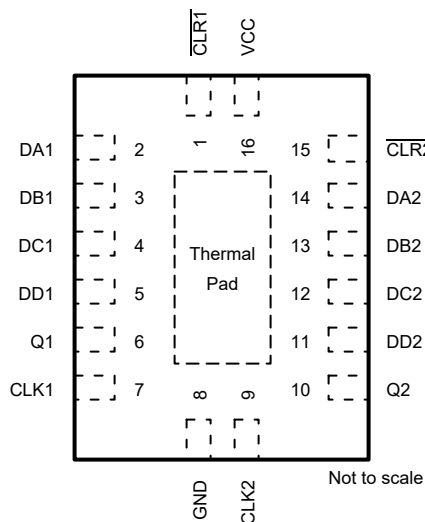 CLR1
VCC
1
16
DA1
2
15
CLR2
DB1
3
14
DA2
DC1
4
Thermal
Pad
13
DB2
DD1
5
12
DC2
Q1
6
11
DD2
CLK1
7
8
9
10
Q2
GND
CLK2
Not to scale